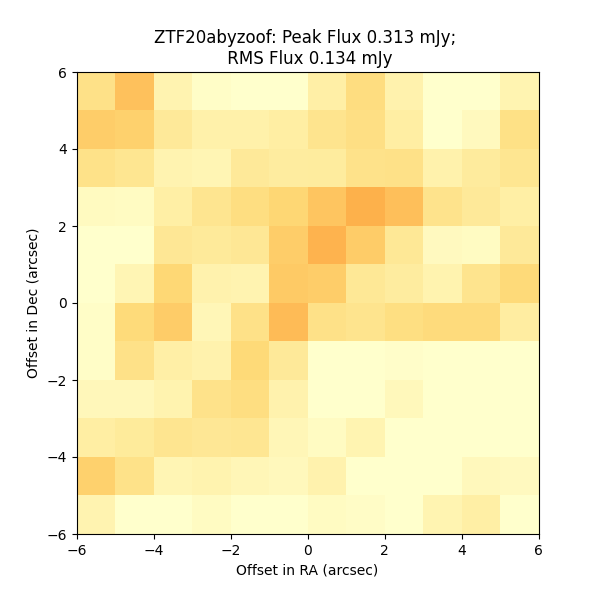 ZTF20abyzoof: Peak Flux 0.313 mJy;
RMS Flux 0.134 mJy
6
4
2
0
−2
−4
−6
Offset in Dec (arcsec)
−6 −4 −2 0 2 4 6
Offset in RA (arcsec)